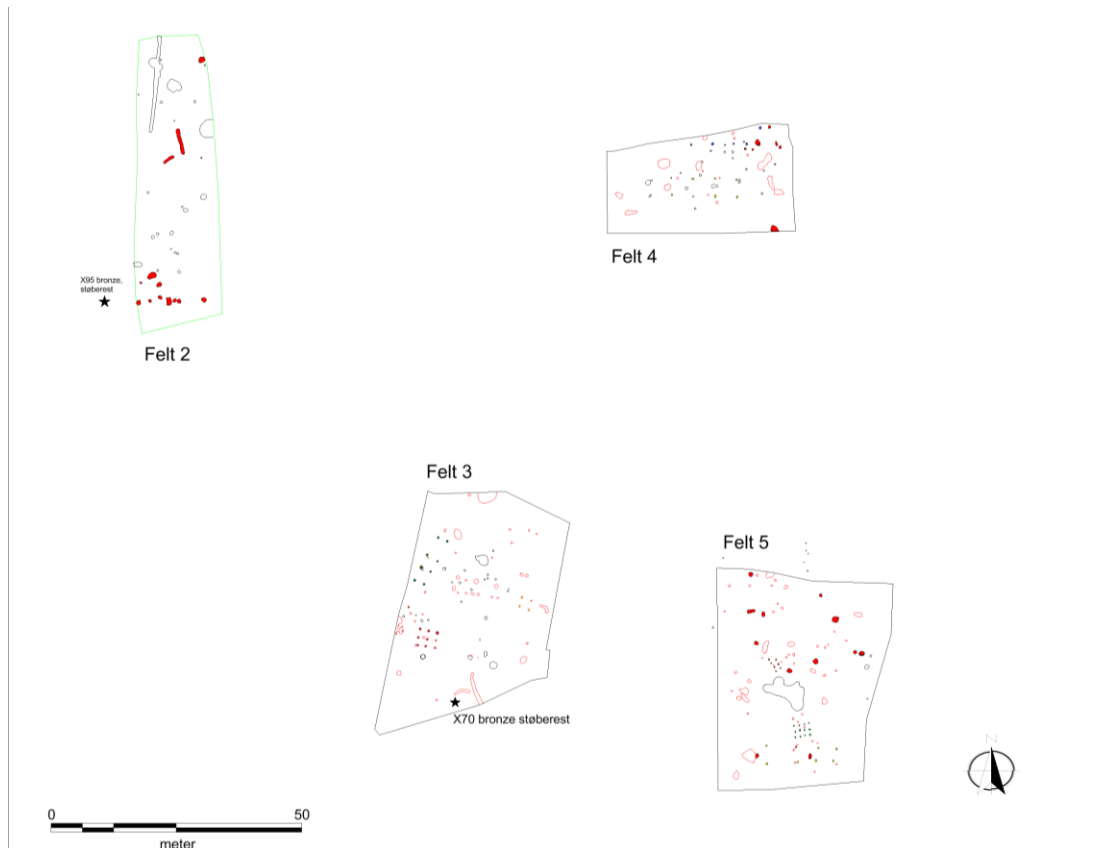 X95 bronze,
støberest
Felt 2
Felt 4
Felt 3
Felt 5
X70 bronze støberest
N
0 50
meter